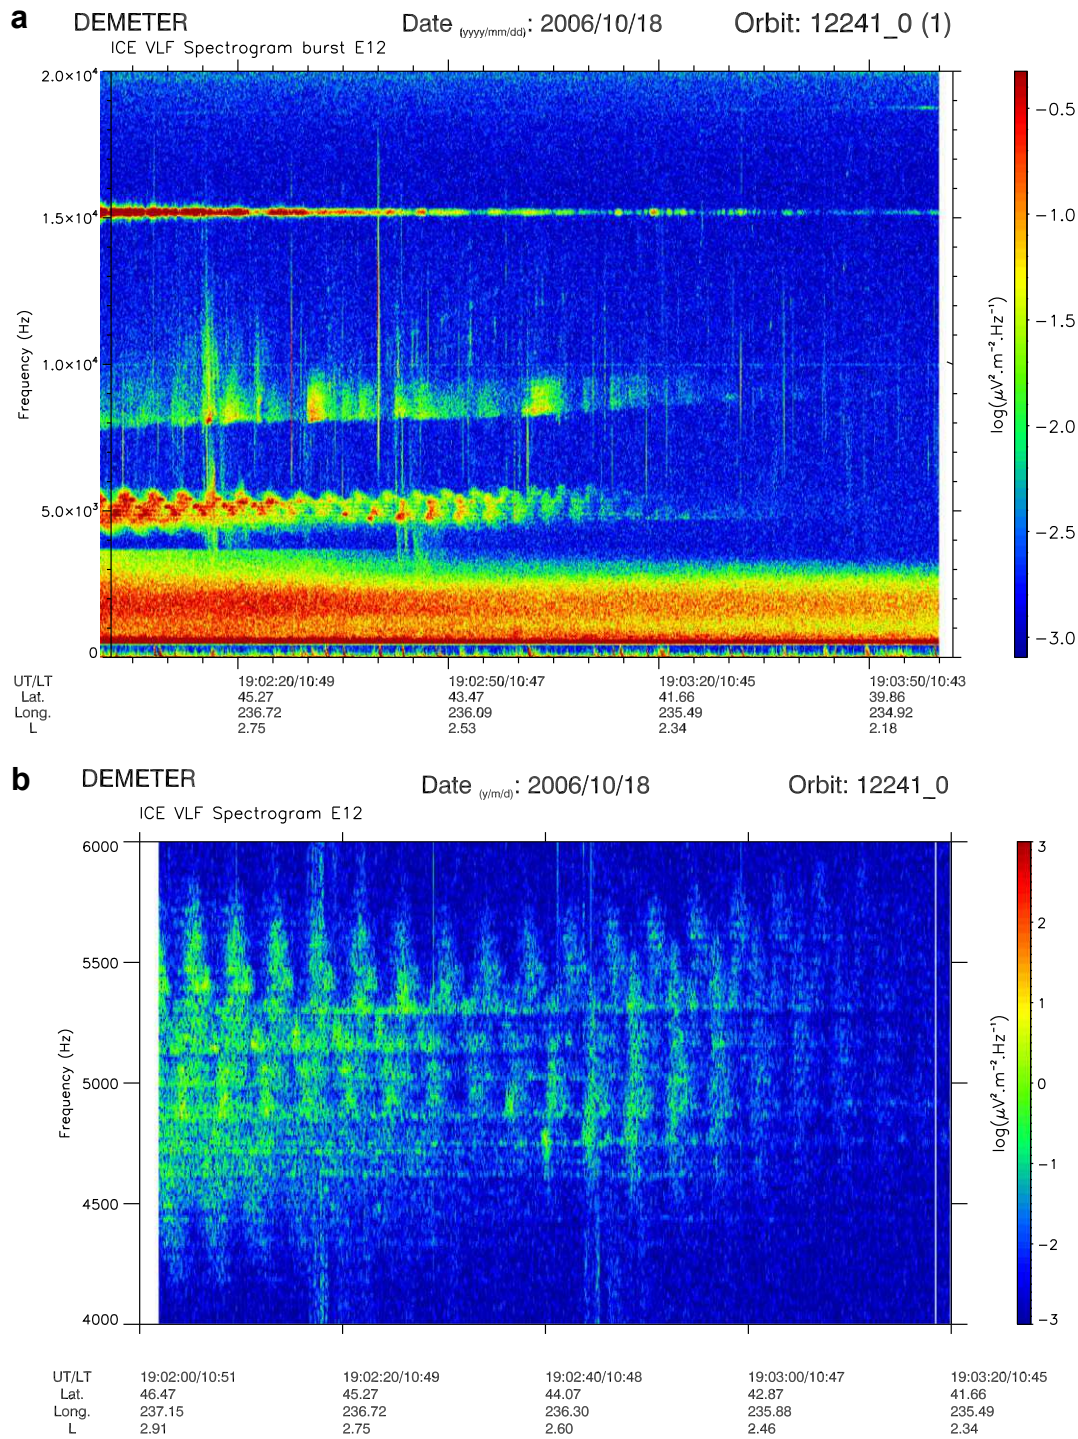 a
DEMETER Date (yyyy/mm/dd): 2006/10/18 Orbit: 12241_0 (1)
ICE VLF Spectrogram burst E12
2.0×10⁴
1.5×10⁴
1.0×10⁴
5.0×10³
0
Frequency (Hz)
−0.5
−1.0
−1.5
−2.0
−2.5
−3.0
log(μV².m⁻².Hz⁻¹)
UT/LT 19:02:20/10:49 19:02:50/10:47 19:03:20/10:45 19:03:50/10:43
Lat. 45.27 43.47 41.66 39.86
Long. 236.72 236.09 235.49 234.92
L 2.75 2.53 2.34 2.18
b
DEMETER Date (y/m/d): 2006/10/18 Orbit: 12241_0
ICE VLF Spectrogram E12
6000
5500
5000
4500
4000
Frequency (Hz)
3
2
1
0
−1
−2
−3
log(μV².m⁻².Hz⁻¹)
UT/LT 19:02:00/10:51 19:02:20/10:49 19:02:40/10:48 19:03:00/10:47 19:03:20/10:45
Lat. 46.47 45.27 44.07 42.87 41.66
Long. 237.15 236.72 236.30 235.88 235.49
L 2.91 2.75 2.60 2.46 2.34